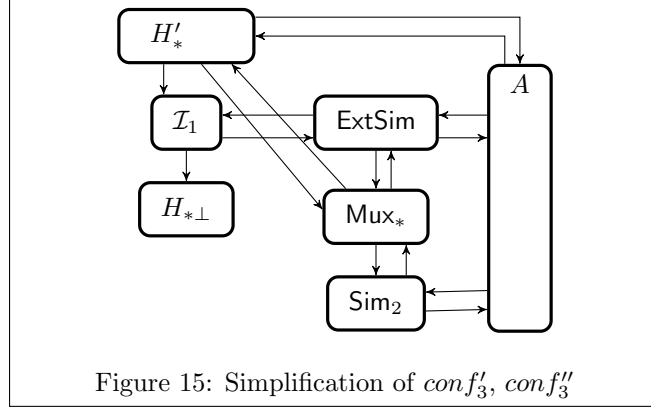 H′∗
A
ℐ₁
ExtSim
H∗⊥
Mux∗
Sim₂
Figure 15: Simplification of conf′₃, conf″₃